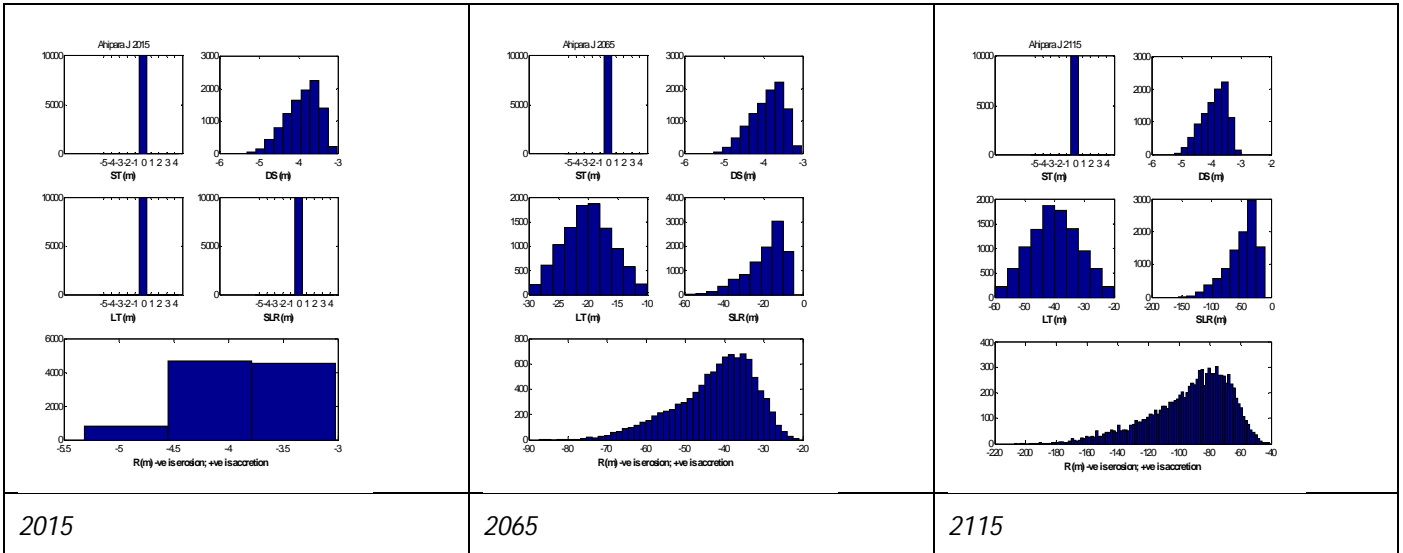 Ahipara J 2015
10000
5000
0
-5-4-3-2-1 0 1 2 3 4
ST (m)
3000
2000
1000
0
-6 -5 -4 -3
DS (m)
10000
5000
0
-5-4-3-2-1 0 1 2 3 4
LT (m)
10000
5000
0
-5-4-3-2-1 0 1 2 3 4
SLR (m)
6000
4000
2000
0
-5.5 -5 -4.5 -4 -3.5 -3
R(m) -ve is erosion; +ve is accretion
2015
Ahipara J 2065
10000
5000
0
-5-4-3-2-1 0 1 2 3 4
ST (m)
3000
2000
1000
0
-6 -5 -4 -3
DS (m)
2000
1500
1000
500
0
-30 -25 -20 -15 -10
LT (m)
4000
3000
2000
1000
0
-60 -40 -20 0
SLR (m)
800
600
400
200
0
-90 -80 -70 -60 -50 -40 -30 -20
R(m) -ve is erosion; +ve is accretion
2065
Ahipara J 2115
10000
5000
0
-5-4-3-2-1 0 1 2 3 4
ST (m)
3000
2000
1000
0
-6 -5 -4 -3 -2
DS (m)
2000
1500
1000
500
0
-60 -50 -40 -30 -20
LT (m)
3000
2000
1000
0
-200 -150 -100 -50 0
SLR (m)
400
300
200
100
0
-220 -200 -180 -160 -140 -120 -100 -80 -60 -40
R(m) -ve is erosion; +ve is accretion
2115